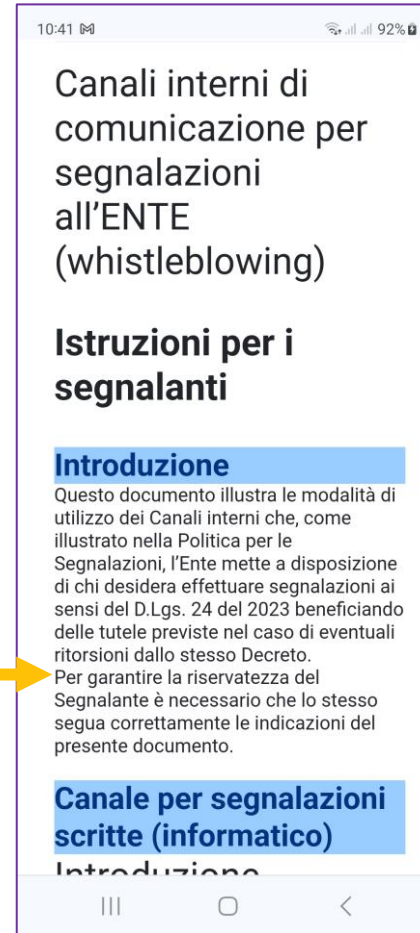 10:41 92%
Canali interni di
comunicazione per
segnalazioni
all'ENTE
(whistleblowing)
Istruzioni per i
segnalanti
Introduzione
Questo documento illustra le modalità di
utilizzo dei Canali interni che, come
illustrato nella Politica per le
Segnalazioni, l'Ente mette a disposizione
di chi desidera effettuare segnalazioni ai
sensi del D.Lgs. 24 del 2023 beneficiando
delle tutele previste nel caso di eventuali
ritorsioni dallo stesso Decreto.
Per garantire la riservatezza del
Segnalante è necessario che lo stesso
segua correttamente le indicazioni del
presente documento.
Canale per segnalazioni
scritte (informatico)
Introduzione